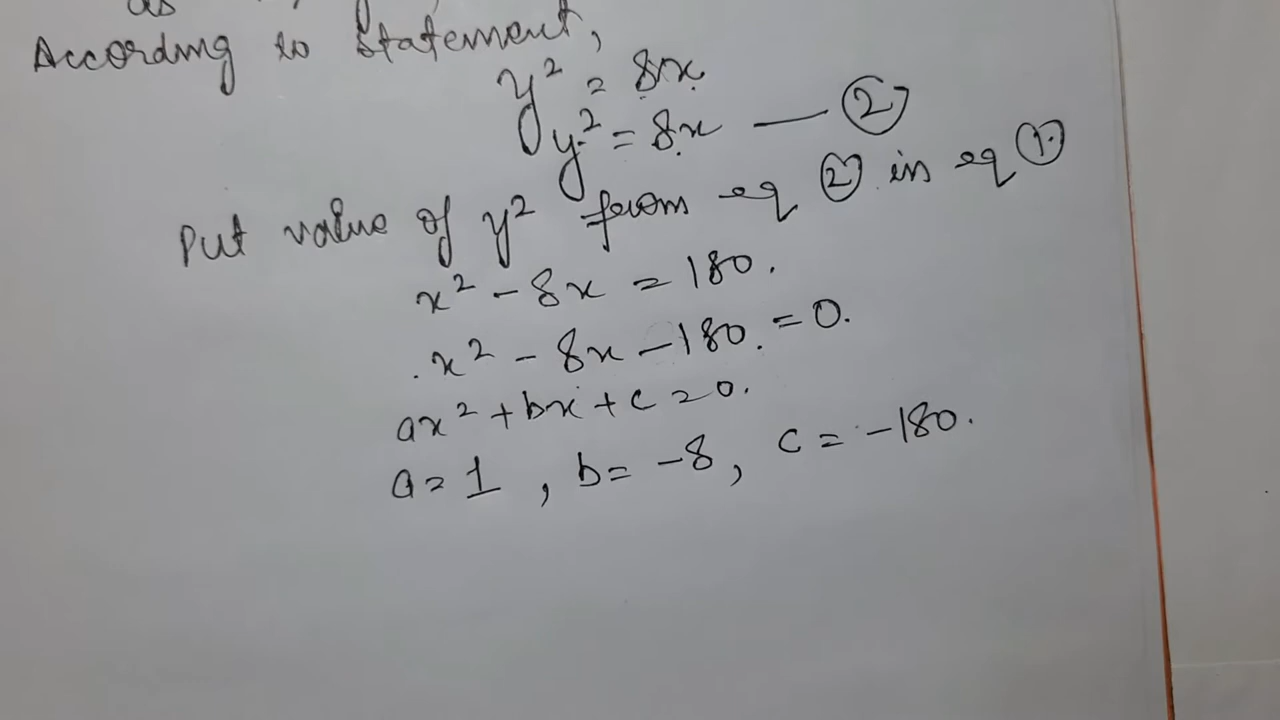 as
According to statement,
y² = 8x
y² = 8x — ②
Put value of y² from eq ② in eq ①
x² - 8x = 180.
x² - 8x - 180 = 0.
ax² + bx + c = 0.
a = 1, b = -8, c = -180.